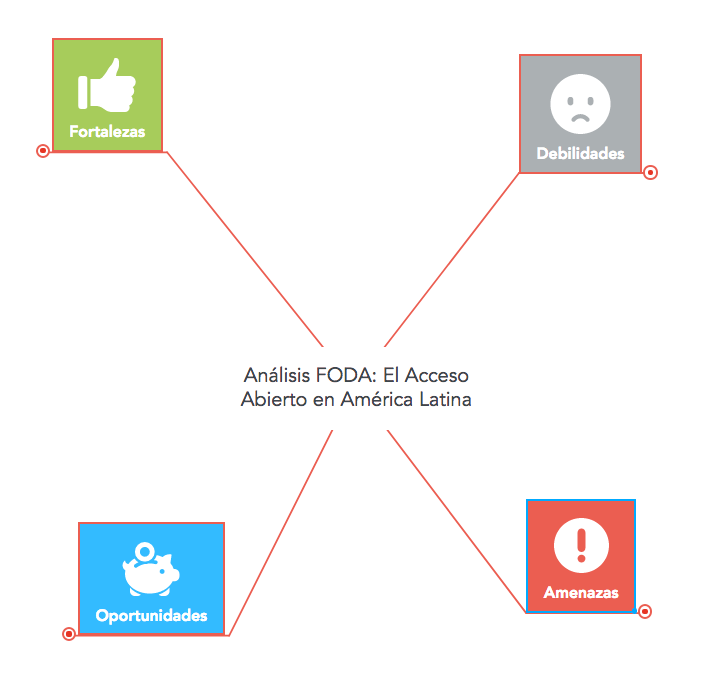 Fortalezas
Debilidades
Análisis FODA: El Acceso
Abierto en América Latina
Oportunidades
Amenazas